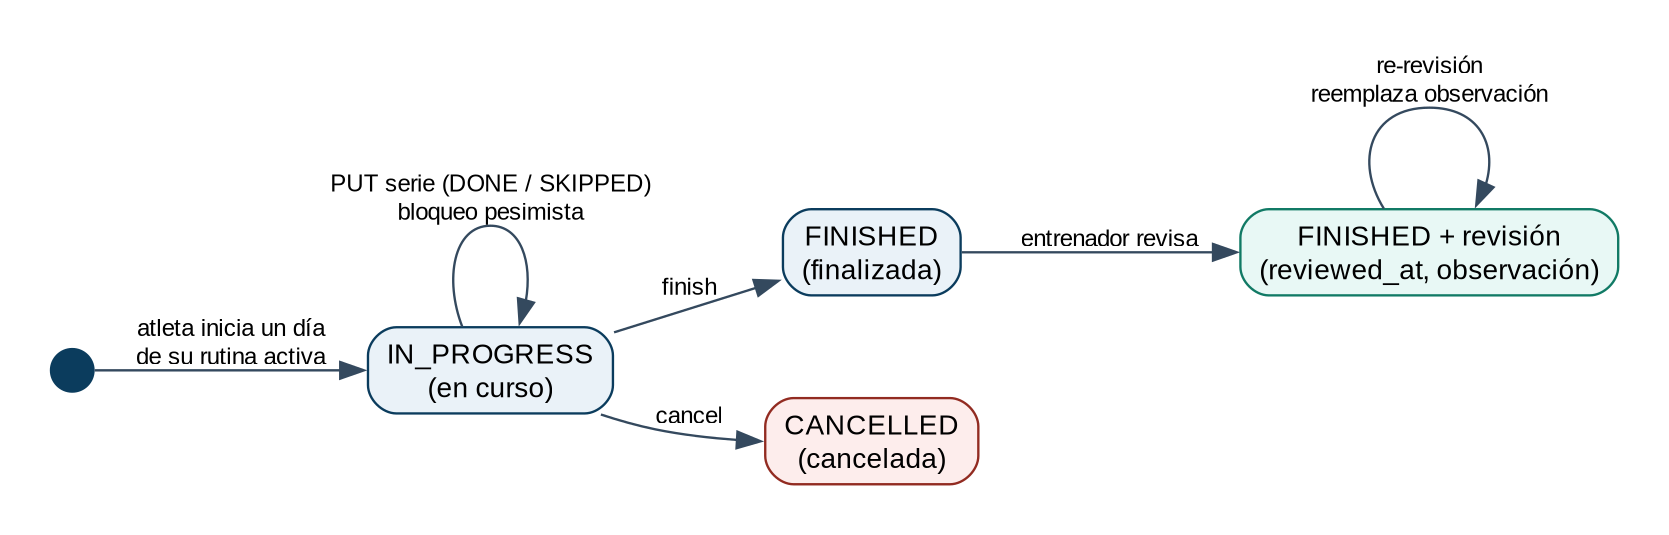 re-revisión
reemplaza observación
PUT serie (DONE / SKIPPED)
bloqueo pesimista
FINISHED
(finalizada)
entrenador revisa
FINISHED + revisión
(reviewed_at, observación)
finish
atleta inicia un día
de su rutina activa
IN_PROGRESS
(en curso)
cancel
CANCELLED
(cancelada)